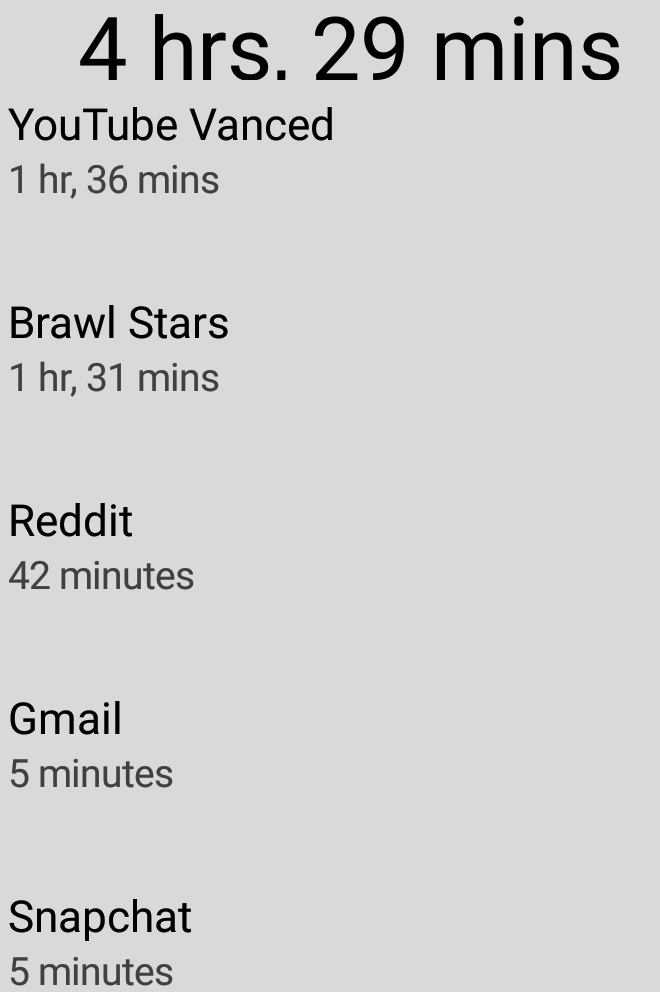 4 hrs. 29 mins
YouTube Vanced
1 hr, 36 mins
Brawl Stars
1 hr, 31 mins
Reddit
42 minutes
Gmail
5 minutes
Snapchat
5 minutes